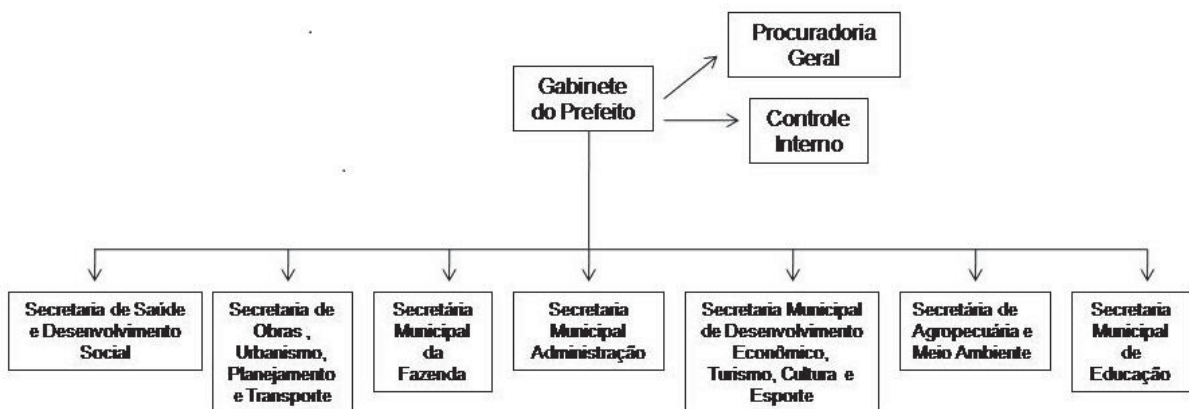 Procuradoria
Geral
Gabinete
do Prefeito
Controle
Interno
Secretaria de Saúde
e Desenvolvimento
Social
Secretaria de
Obras ,
Urbanismo,
Planejamento
e Transporte
Secretária
Municipal
da
Fazenda
Secretaria
Municipal
Administração
Secretaria Municipal
de Desenvolvimento
Econômico,
Turismo, Cultura e
Esporte
Secretária de
Agropecuária e
Meio Ambiente
Secretaria
Municipal
de
Educação